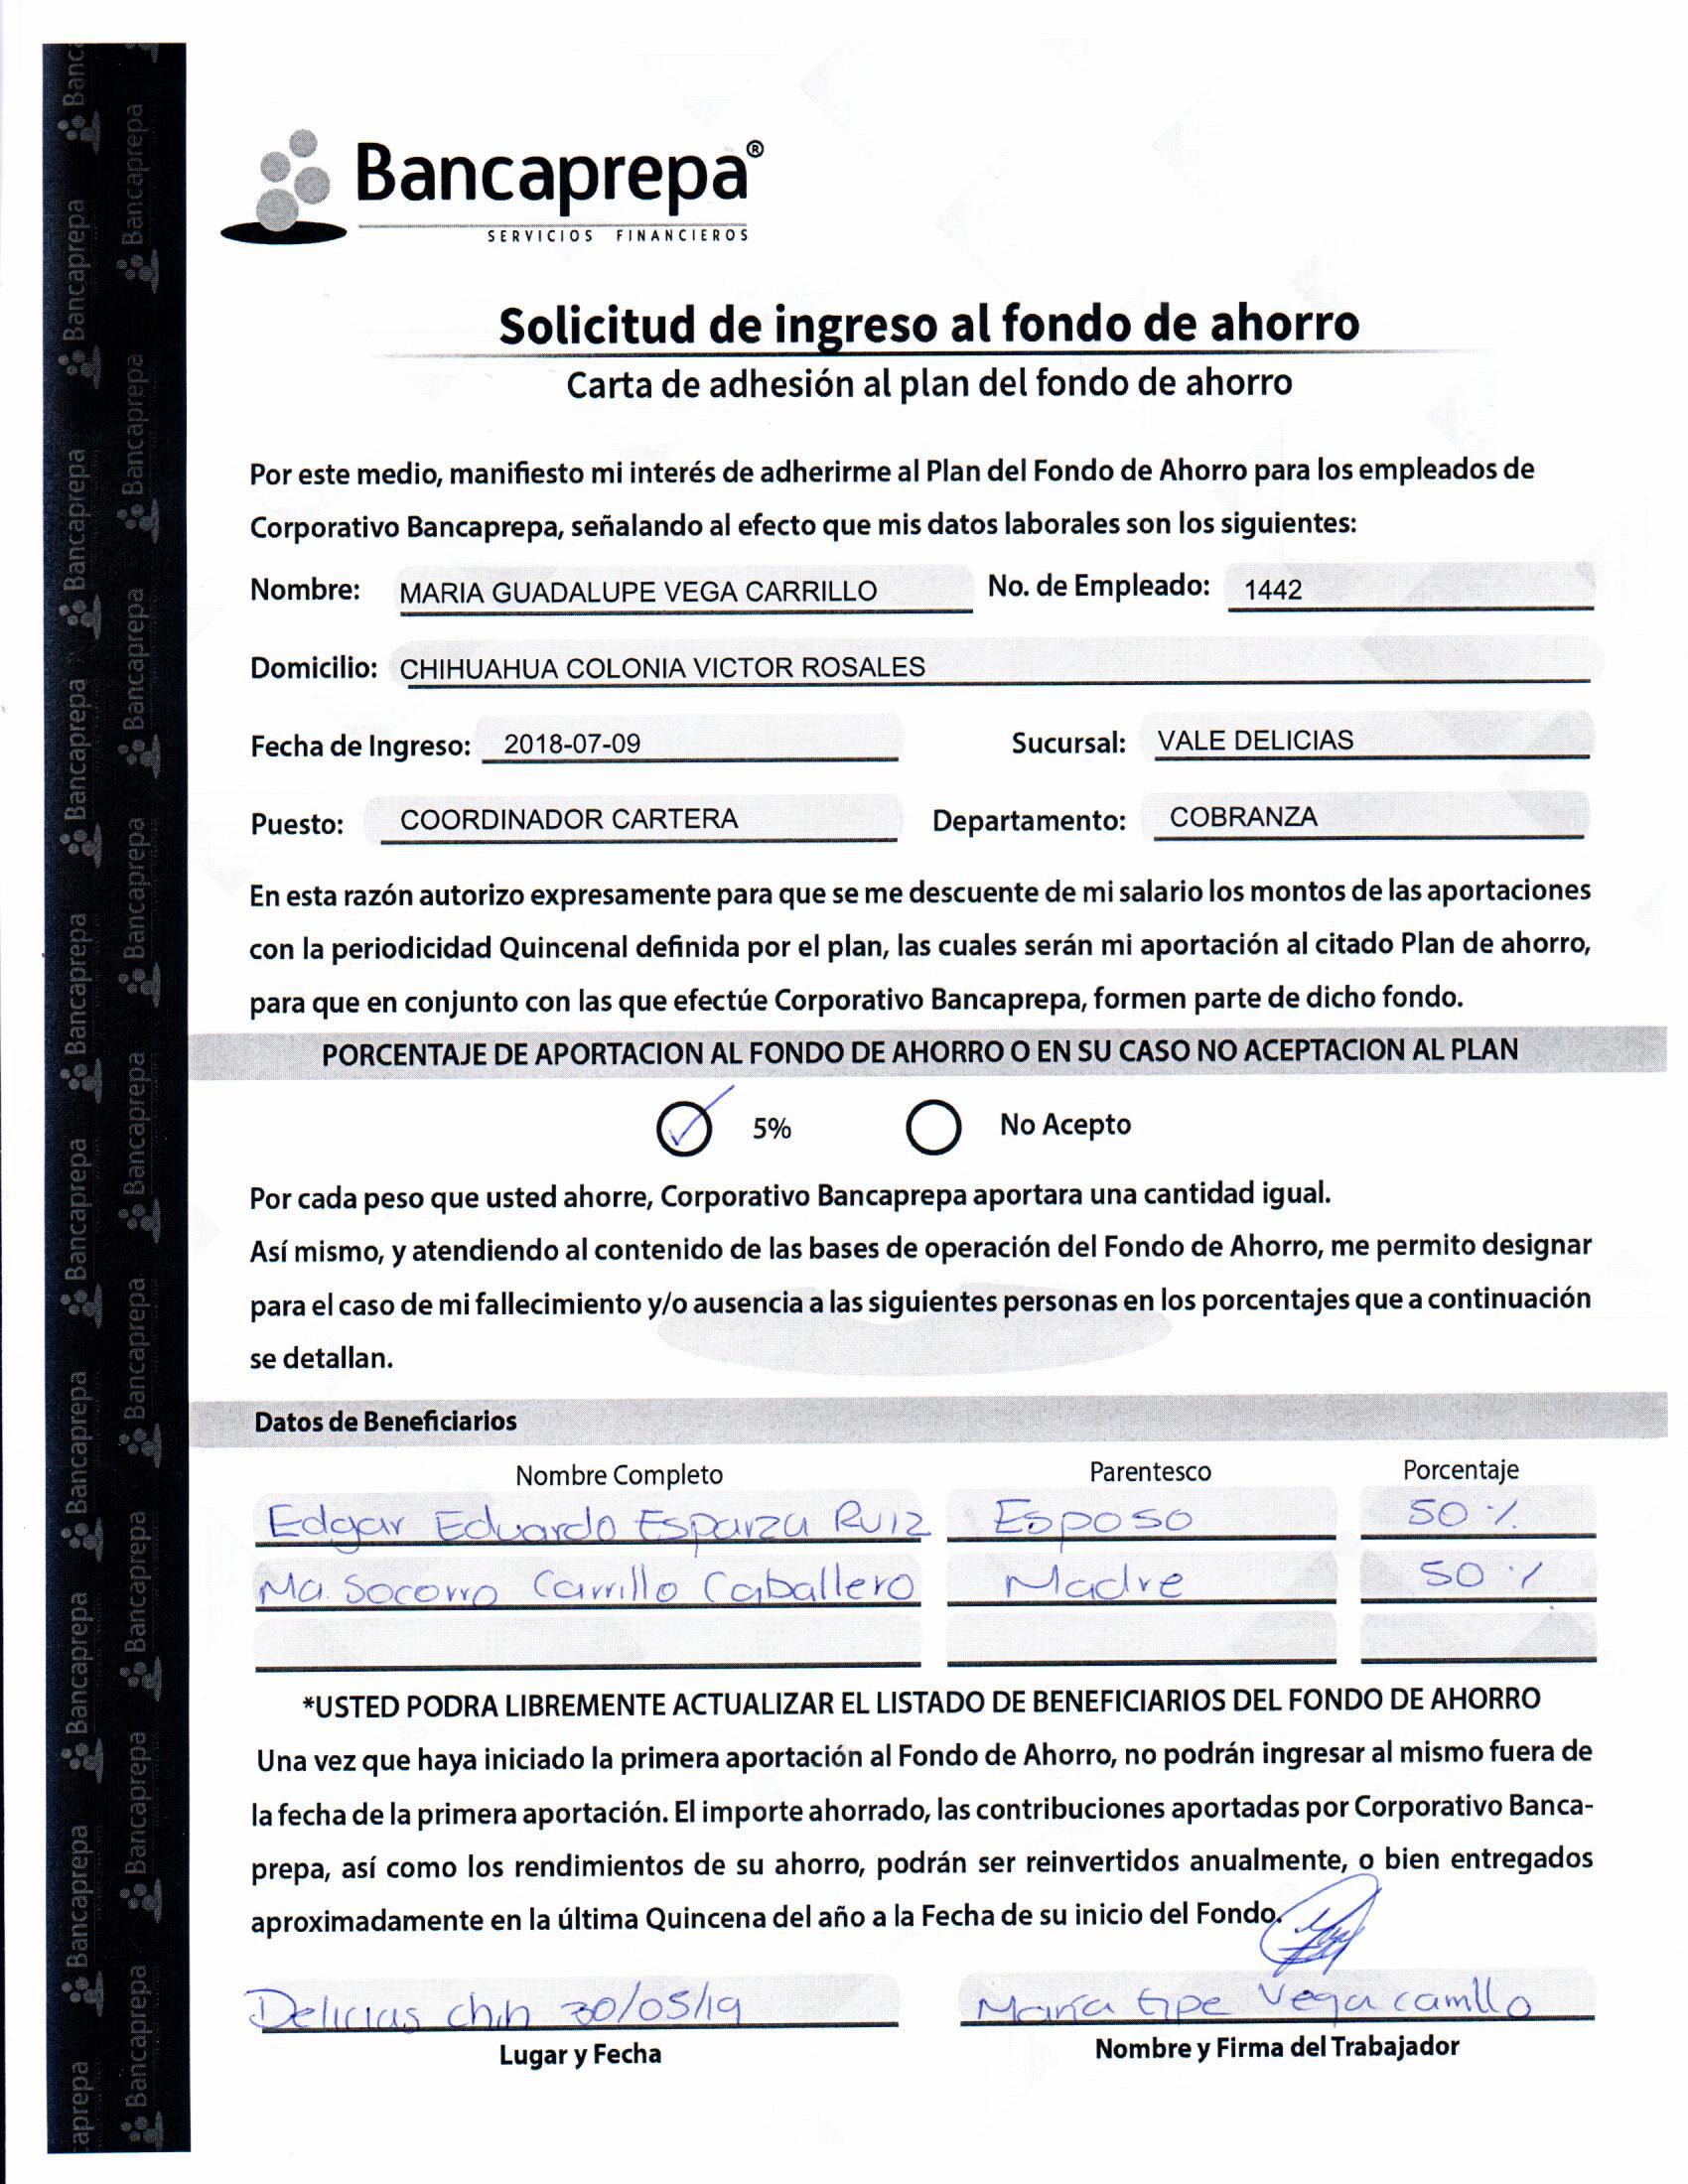 Bancaprepa®
SERVICIOS FINANCIEROS
Solicitud de ingreso al fondo de ahorro
Carta de adhesión al plan del fondo de ahorro
Por este medio, manifiesto mi interés de adherirme al Plan del Fondo de Ahorro para los empleados de
Corporativo Bancaprepa, señalando al efecto que mis datos laborales son los siguientes:
Nombre: MARIA GUADALUPE VEGA CARRILLO No. de Empleado: 1442
Domicilio: CHIHUAHUA COLONIA VICTOR ROSALES
Fecha de Ingreso: 2018-07-09 Sucursal: VALE DELICIAS
Puesto: COORDINADOR CARTERA Departamento: COBRANZA
En esta razón autorizo expresamente para que se me descuente de mi salario los montos de las aportaciones
con la periodicidad Quincenal definida por el plan, las cuales serán mi aportación al citado Plan de ahorro,
para que en conjunto con las que efectúe Corporativo Bancaprepa, formen parte de dicho fondo.
PORCENTAJE DE APORTACION AL FONDO DE AHORRO O EN SU CASO NO ACEPTACION AL PLAN
5% No Acepto
Por cada peso que usted ahorre, Corporativo Bancaprepa aportara una cantidad igual.
Así mismo, y atendiendo al contenido de las bases de operación del Fondo de Ahorro, me permito designar
para el caso de mi fallecimiento y/o ausencia a las siguientes personas en los porcentajes que a continuación
se detallan.
Datos de Beneficiarios
Nombre Completo Parentesco Porcentaje
Edgar Eduardo Esparza Ruiz Esposo 50%
Ma. Socorro Carrillo Caballero Madre 50%
*USTED PODRA LIBREMENTE ACTUALIZAR EL LISTADO DE BENEFICIARIOS DEL FONDO DE AHORRO
Una vez que haya iniciado la primera aportación al Fondo de Ahorro, no podrán ingresar al mismo fuera de
la fecha de la primera aportación. El importe ahorrado, las contribuciones aportadas por Corporativo Banca-
prepa, así como los rendimientos de su ahorro, podrán ser reinvertidos anualmente, o bien entregados
aproximadamente en la última Quincena del año a la Fecha de su inicio del Fondo.
Delicias chih 30/05/19 María Gpe Vega carrillo
Lugar y Fecha Nombre y Firma del Trabajador